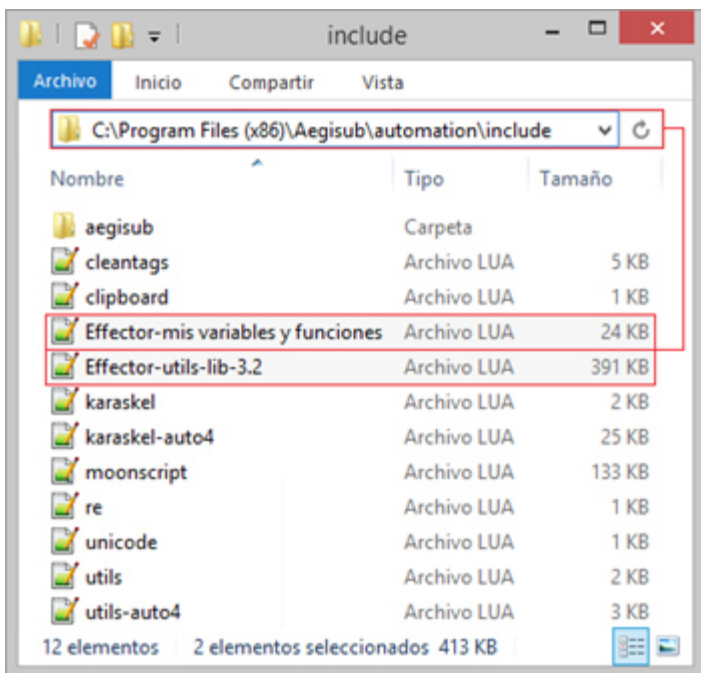 include
Archivo Inicio Compartir Vista
C:\Program Files (x86)\Aegisub\automation\include
Nombre Tipo Tamaño
aegisub Carpeta
cleantags Archivo LUA 5 KB
clipboard Archivo LUA 1 KB
Effector-mis variables y funciones Archivo LUA 24 KB
Effector-utils-lib-3.2 Archivo LUA 391 KB
karaskel Archivo LUA 2 KB
karaskel-auto4 Archivo LUA 25 KB
moonscript Archivo LUA 133 KB
re Archivo LUA 1 KB
unicode Archivo LUA 1 KB
utils Archivo LUA 2 KB
utils-auto4 Archivo LUA 3 KB
12 elementos 2 elementos seleccionados 413 KB